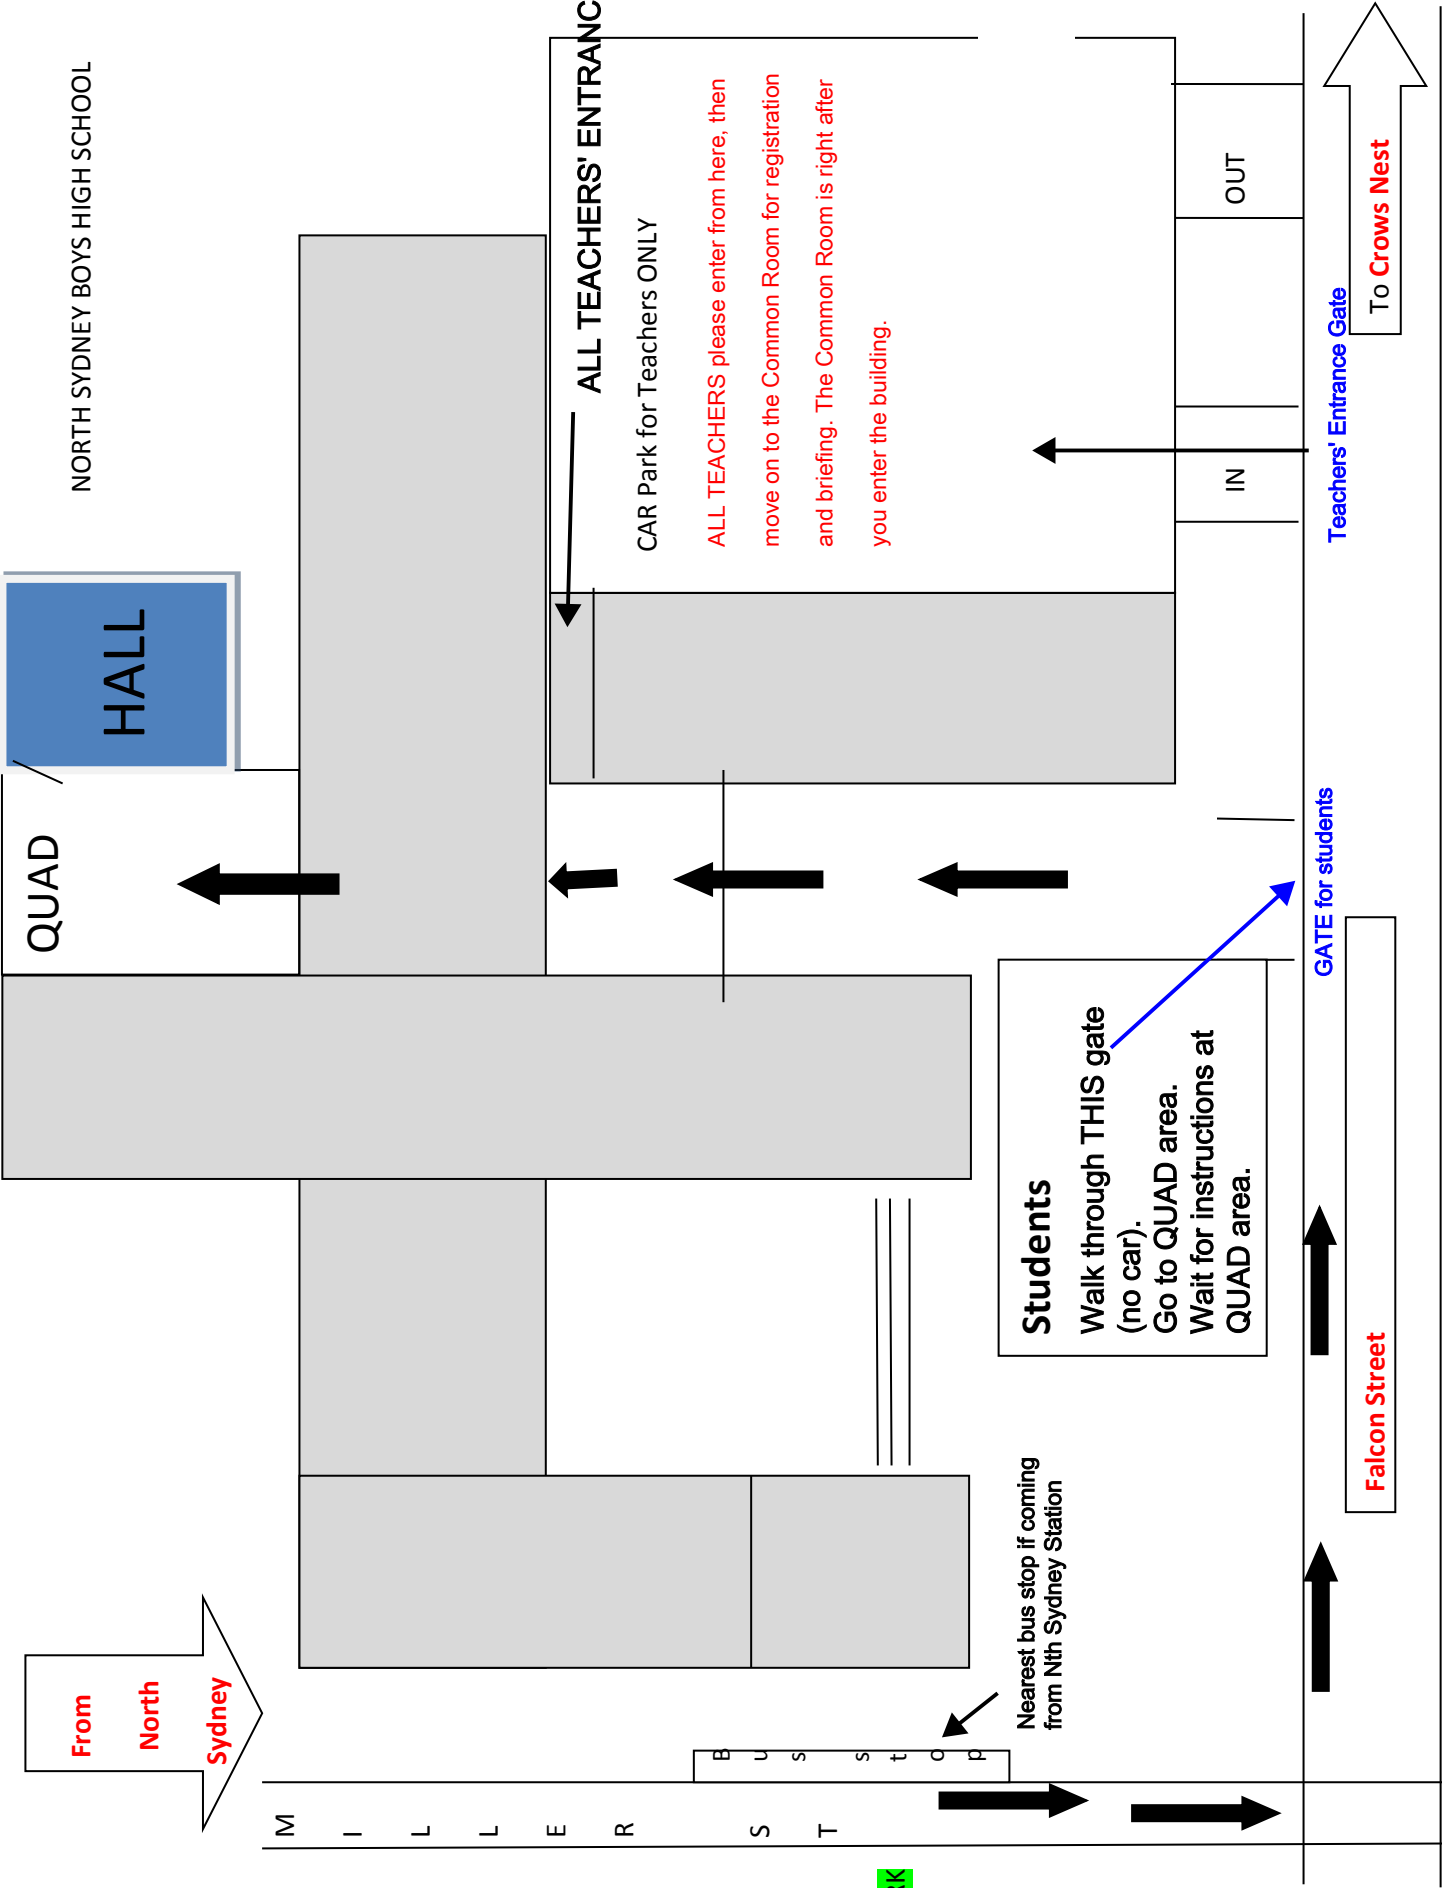 NORTH SYDNEY BOYS HIGH SCHOOL
HALL
QUAD
ALL TEACHERS' ENTRANC
CAR Park for Teachers ONLY
ALL TEACHERS please enter from here, then
move on to the Common Room for registration
and briefing. The Common Room is right after
you enter the building.
OUT
IN
To Crows Nest
Teachers' Entrance Gate
GATE for students
Students
Walk through THIS gate
(no car).
Go to QUAD area.
Wait for instructions at
QUAD area.
Falcon Street
Nearest bus stop if coming
from Nth Sydney Station
From
North
Sydney
Bus stop
MILLER ST